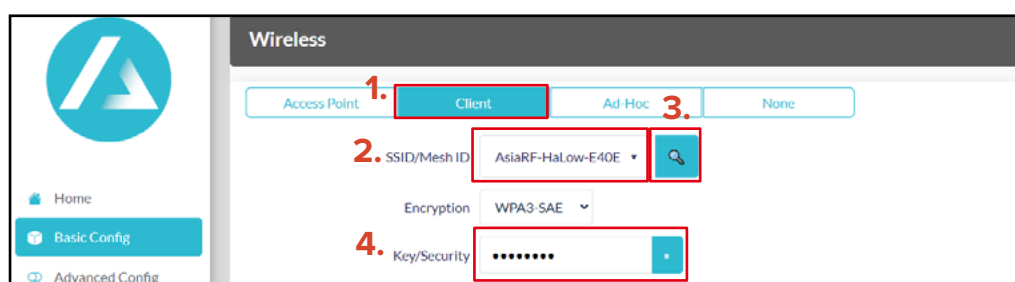 Wireless
1.
Access Point Client Ad-Hoc None
3.
2. SSID/Mesh ID AsiaRF-HaLow-E40E
Home
Encryption WPA3-SAE
Basic Config
4. Key/Security ••••••••
Advanced Config